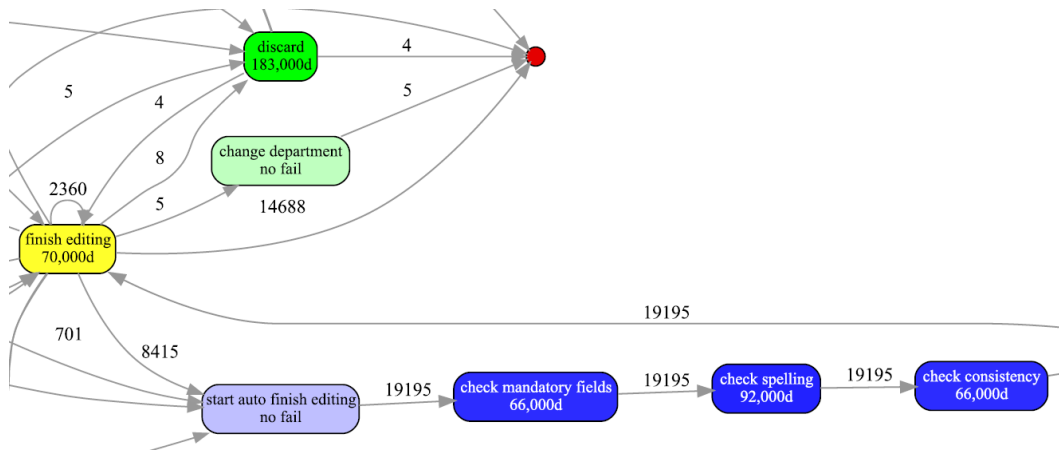 discard
183,000d
4
5
4
5
change department
no fail
8
2360
5
14688
finish editing
70,000d
19195
701
8415
start auto finish editing
no fail
19195
check mandatory fields
66,000d
19195
check spelling
92,000d
19195
check consistency
66,000d